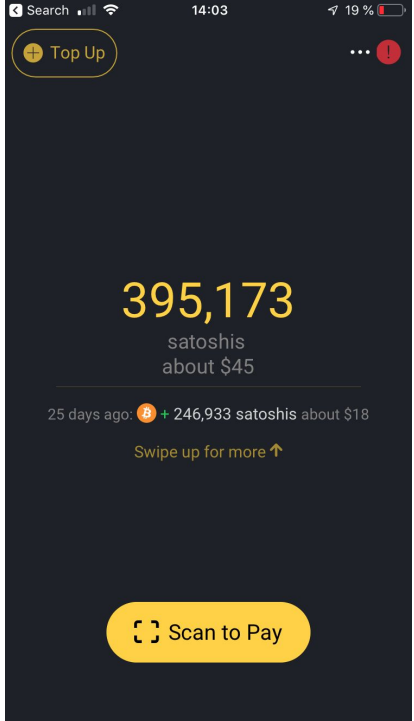 Search 14:03 19 %
Top Up
395,173
satoshis
about $45
25 days ago: + 246,933 satoshis about $18
Swipe up for more
Scan to Pay